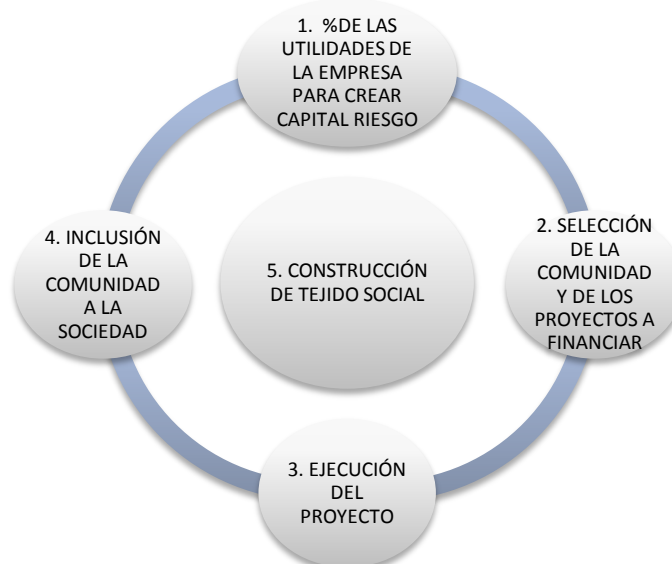 1. %DE LAS
UTILIDADES DE
LA EMPRESA
PARA CREAR
CAPITAL RIESGO
2. SELECCIÓN
DE LA
COMUNIDAD
Y DE LOS
PROYECTOS A
FINANCIAR
3. EJECUCIÓN
DEL
PROYECTO
4. INCLUSIÓN
DE LA
COMUNIDAD
A LA
SOCIEDAD
5. CONSTRUCCIÓN
DE TEJIDO SOCIAL